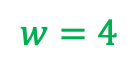 w = 4